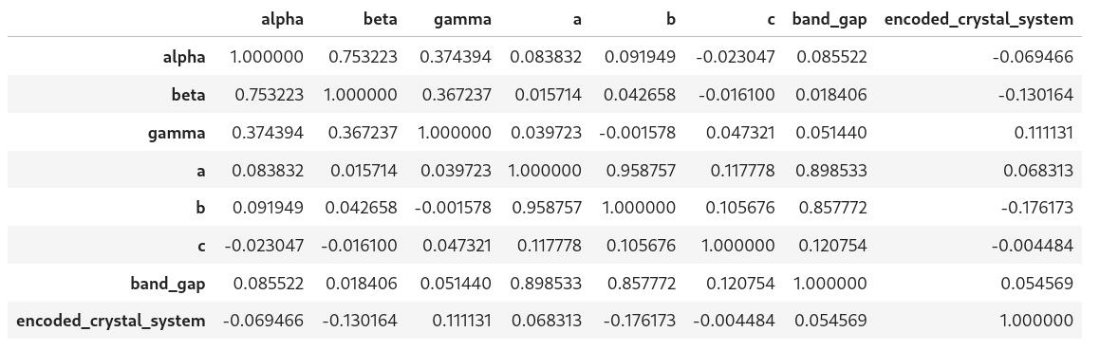 alpha beta gamma a b c band_gap encoded_crystal_system
alpha 1.000000 0.753223 0.374394 0.083832 0.091949 -0.023047 0.085522 -0.069466
beta 0.753223 1.000000 0.367237 0.015714 0.042658 -0.016100 0.018406 -0.130164
gamma 0.374394 0.367237 1.000000 0.039723 -0.001578 0.047321 0.051440 0.111131
a 0.083832 0.015714 0.039723 1.000000 0.958757 0.117778 0.898533 0.068313
b 0.091949 0.042658 -0.001578 0.958757 1.000000 0.105676 0.857772 -0.176173
c -0.023047 -0.016100 0.047321 0.117778 0.105676 1.000000 0.120754 -0.004484
band_gap 0.085522 0.018406 0.051440 0.898533 0.857772 0.120754 1.000000 0.054569
encoded_crystal_system -0.069466 -0.130164 0.111131 0.068313 -0.176173 -0.004484 0.054569 1.000000